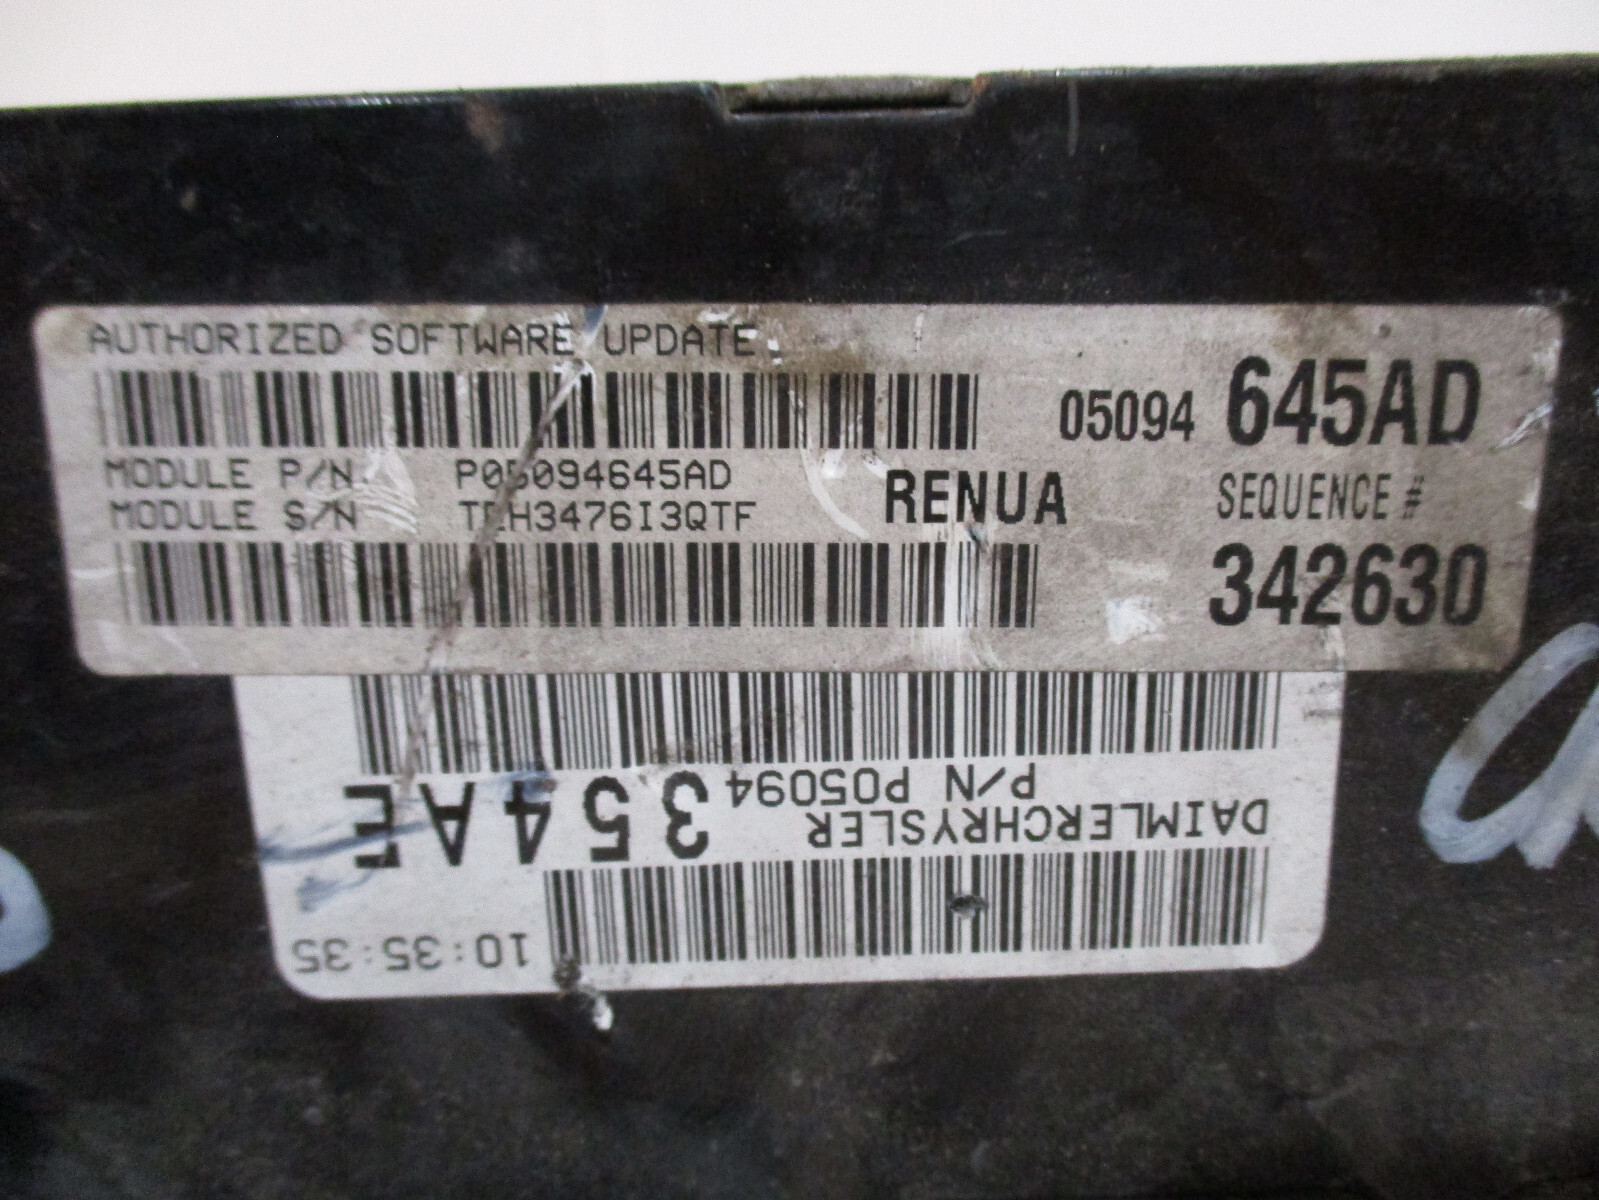 AUTHORIZED SOFTWARE UPDATE
05094 645AD
MODULE P/N P05094645AD
MODULE S/N
RENUA
SEQUENCE #
342630
DAIMLERCHRYSLER
P/N P05094 354AE
10:35:35